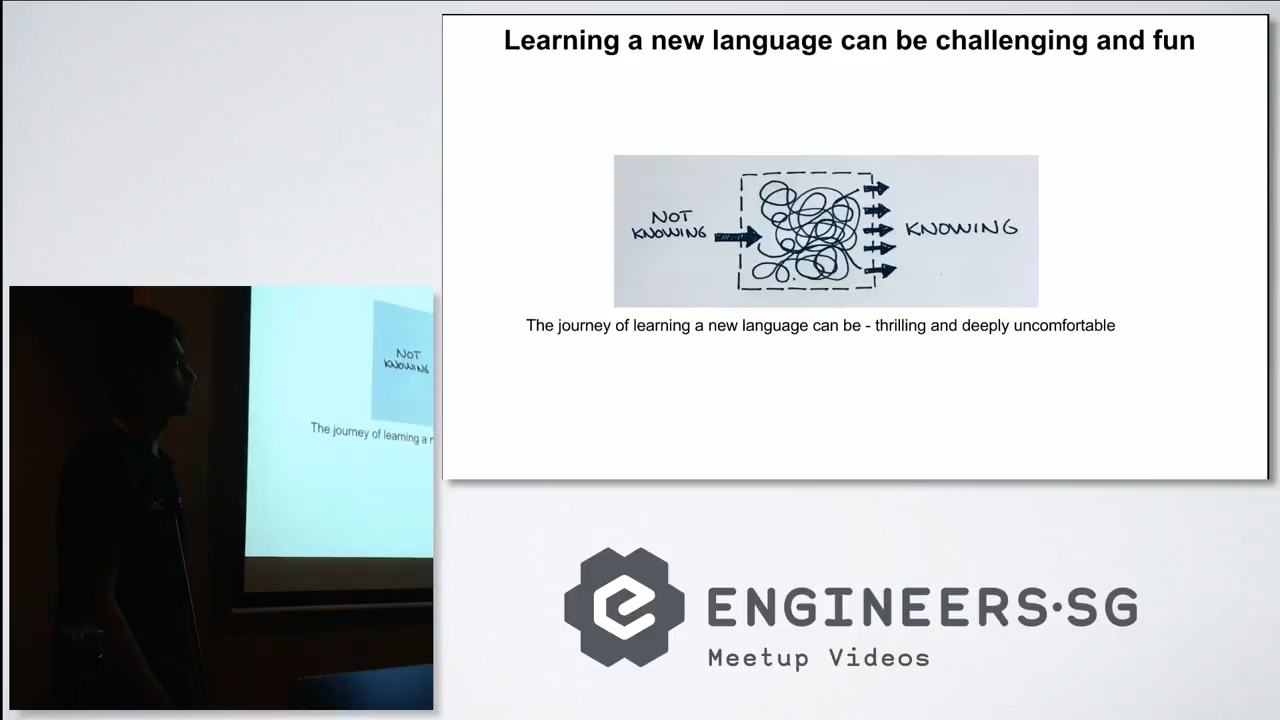 Learning a new language can be challenging and fun
NOT
KNOWING
KNOWING
The journey of learning a new language can be - thrilling and deeply uncomfortable
NOT
KNOWING
The journey of learning a
ENGINEERS·SG
Meetup Videos